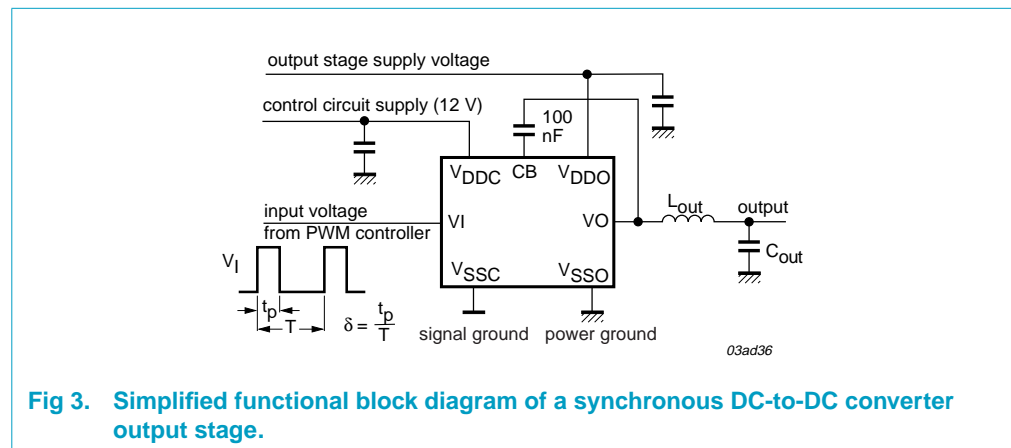 output stage supply voltage
control circuit supply (12 V)
100
nF
VDDC CB VDDO
Lout output
input voltage
from PWM controller
VI
VO
Cout
VI
VSSC VSSO
tp
T
δ = tp
T
signal ground power ground
03ad36
Fig 3. Simplified functional block diagram of a synchronous DC-to-DC converter
output stage.